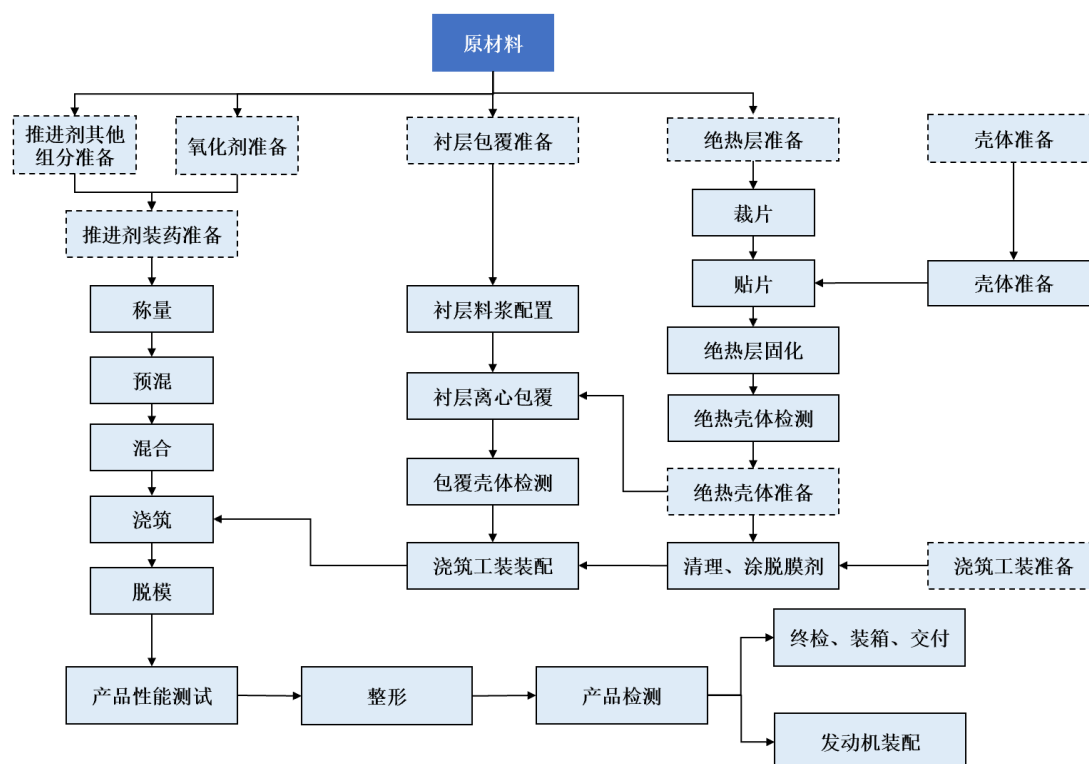 原材料
推进剂其他
组分准备
氧化剂准备
衬层包覆准备
绝热层准备
壳体准备
裁片
推进剂装药准备
贴片
壳体准备
称量
衬层料浆配置
绝热层固化
预混
衬层离心包覆
绝热壳体检测
混合
包覆壳体检测
绝热壳体准备
浇筑
浇筑工装装配
清理、涂脱膜剂
浇筑工装准备
脱模
终检、装箱、交付
产品性能测试
整形
产品检测
发动机装配